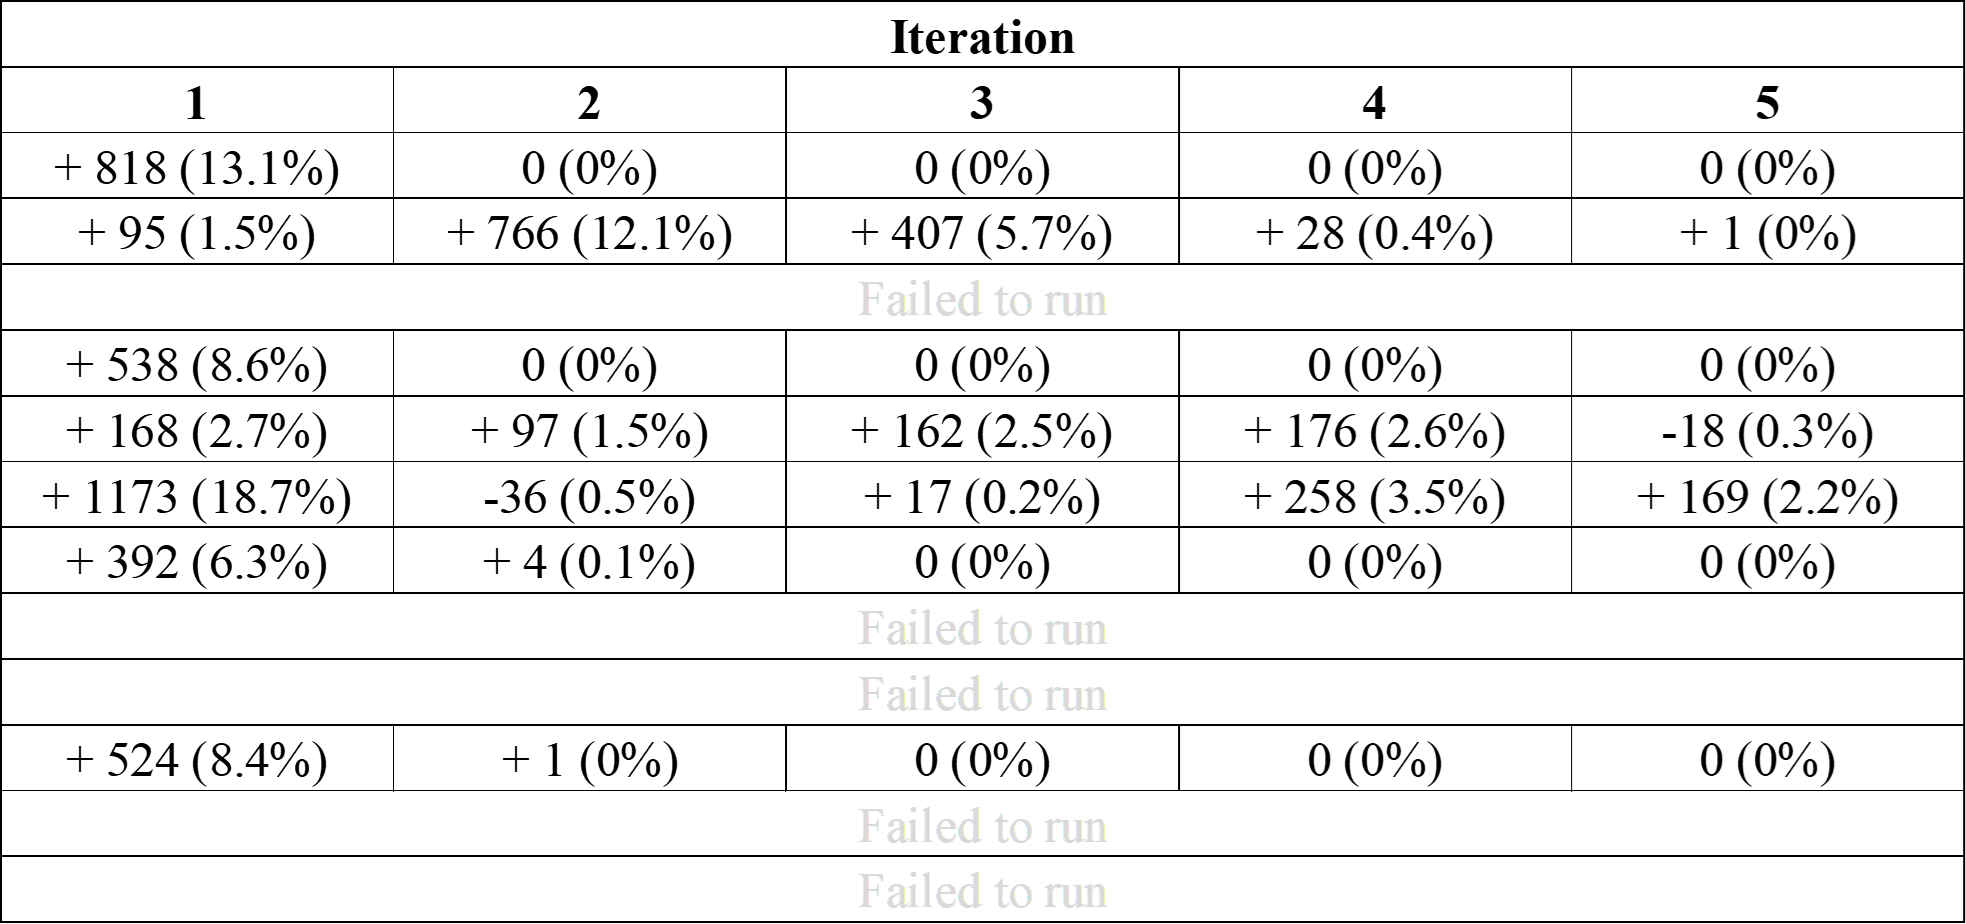 Iteration
1 2 3 4 5
+ 818 (13.1%) 0 (0%) 0 (0%) 0 (0%) 0 (0%)
+ 95 (1.5%) + 766 (12.1%) + 407 (5.7%) + 28 (0.4%) + 1 (0%)
Failed to run
+ 538 (8.6%) 0 (0%) 0 (0%) 0 (0%) 0 (0%)
+ 168 (2.7%) + 97 (1.5%) + 162 (2.5%) + 176 (2.6%) -18 (0.3%)
+ 1173 (18.7%) -36 (0.5%) + 17 (0.2%) + 258 (3.5%) + 169 (2.2%)
+ 392 (6.3%) + 4 (0.1%) 0 (0%) 0 (0%) 0 (0%)
Failed to run
Failed to run
+ 524 (8.4%) + 1 (0%) 0 (0%) 0 (0%) 0 (0%)
Failed to run
Failed to run